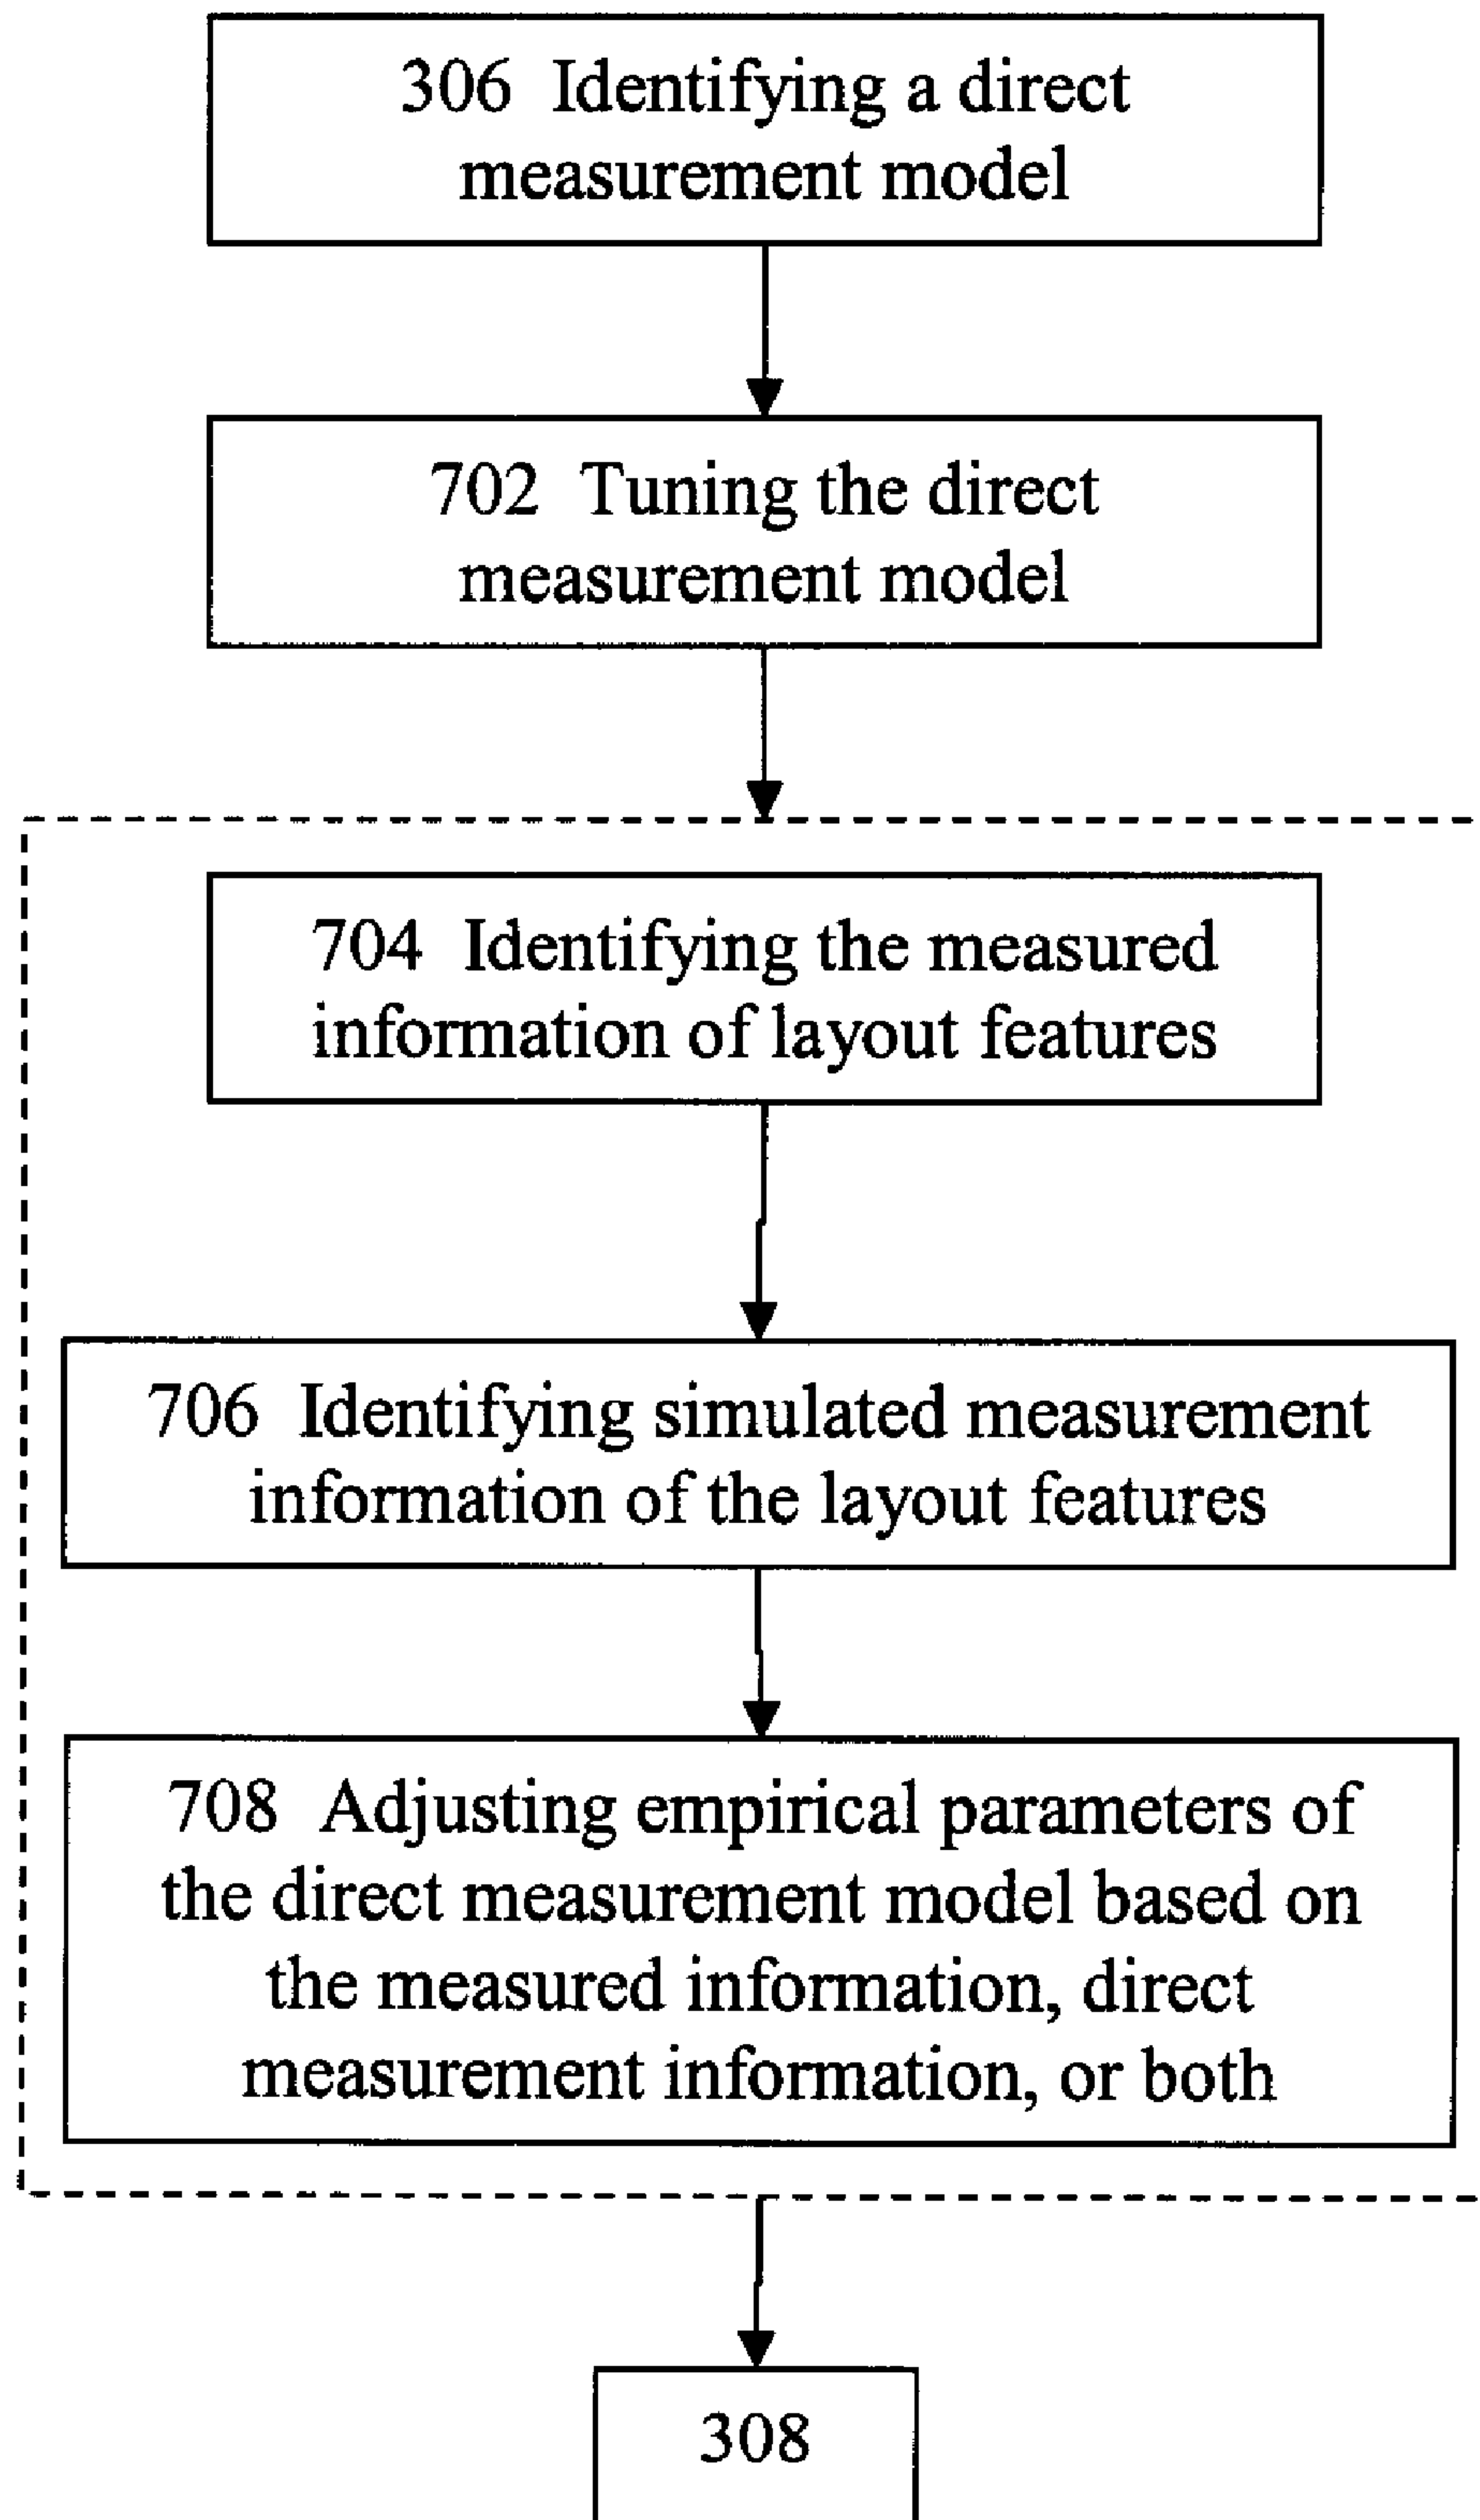 306 Identifying a direct
measurement model
702 Tuning the direct
measurement model
704 Identifying the measured
information of layout features
706 Identifying simulated measurement
information of the layout features
708 Adjusting empirical parameters of
the direct measurement model based on
the measured information, direct
measurement information, or both
308